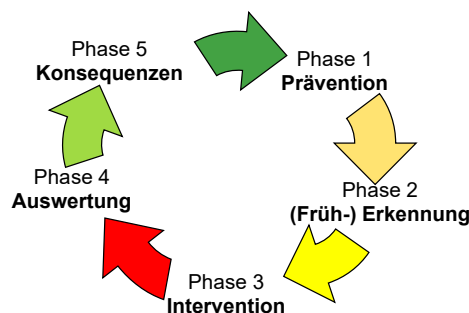 Phase 1
Prävention
Phase 2
(Früh-) Erkennung
Phase 3
Intervention
Phase 4
Auswertung
Phase 5
Konsequenzen